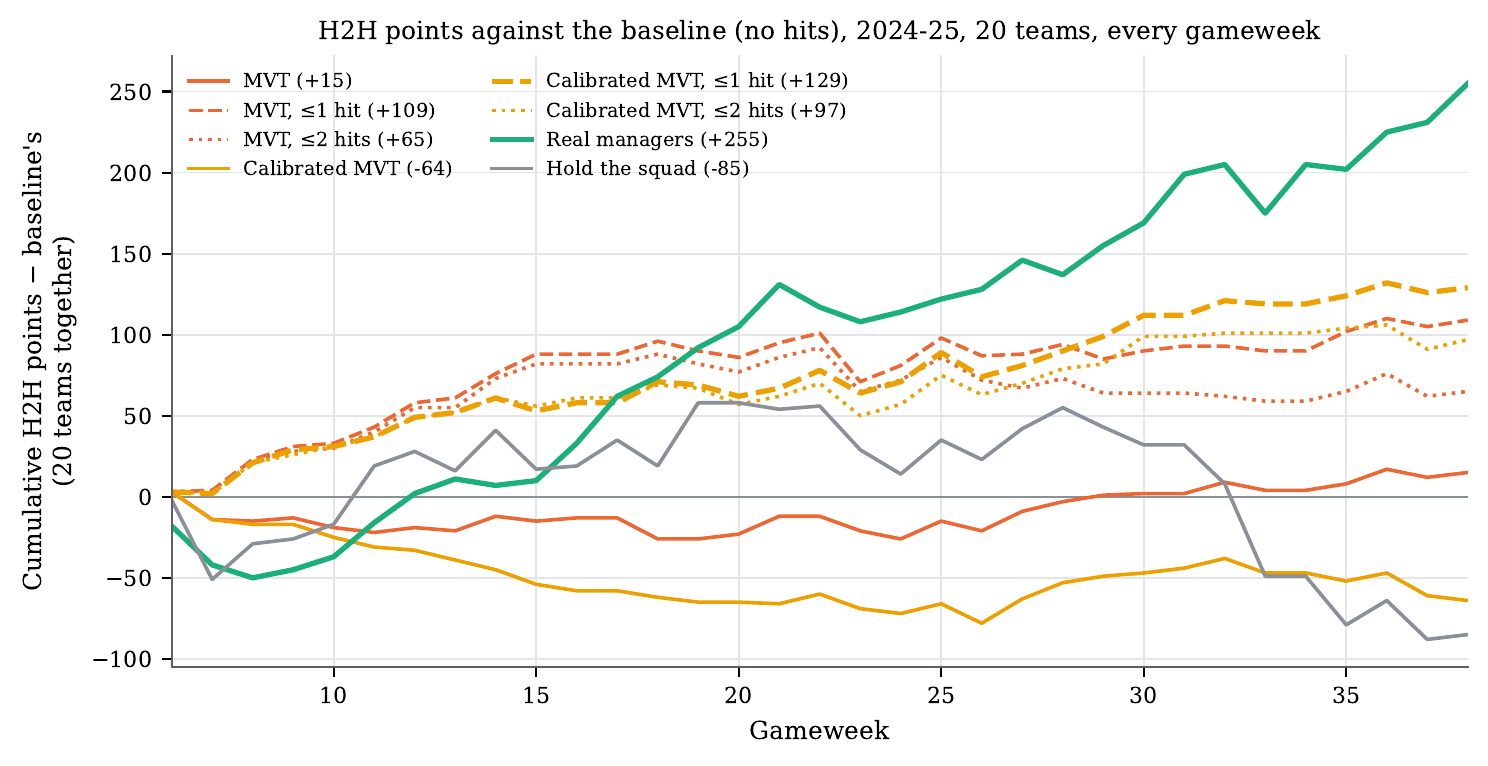 H2H points against the baseline (no hits), 2024-25, 20 teams, every gameweek
Cumulative H2H points − baseline's
(20 teams together)
250
200
150
100
50
0
−50
−100
MVT (+15)
MVT, ≤1 hit (+109)
MVT, ≤2 hits (+65)
Calibrated MVT (-64)
Calibrated MVT, ≤1 hit (+129)
Calibrated MVT, ≤2 hits (+97)
Real managers (+255)
Hold the squad (-85)
10
15
20
25
30
35
Gameweek